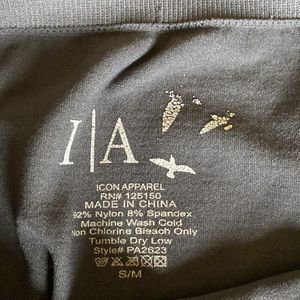 I|A
ICON APPAREL
RN# 125150
MADE IN CHINA
92% Nylon 8% Spandex
Machine Wash Cold
Non Chlorine Bleach Only
Tumble Dry Low
Style# PA2623
S/M